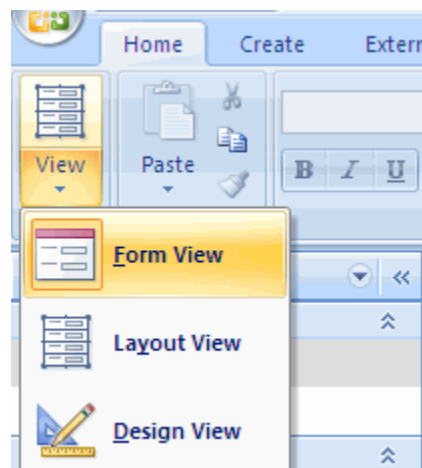 Home Create Extern
View Paste B I U
Form View
Layout View
Design View